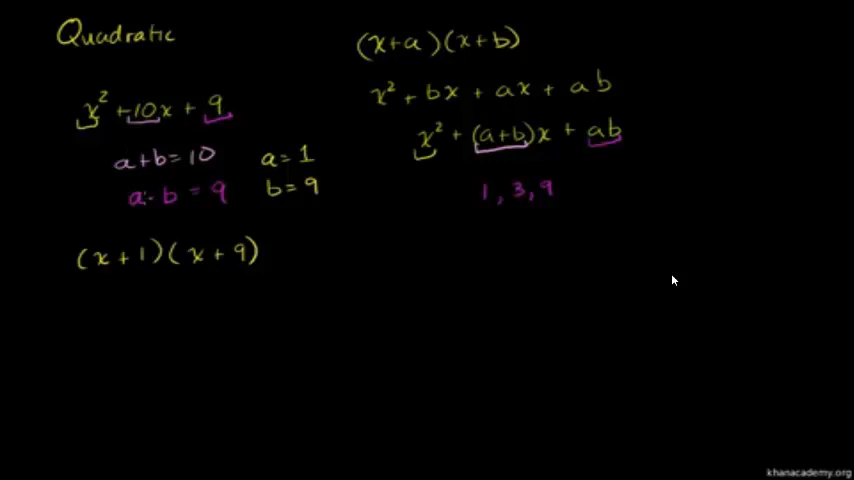 Quadratic
x² + 10x + 9
a+b = 10
a · b = 9
a = 1
b = 9
(x + 1)(x + 9)
(x+a)(x+b)
x² + bx + ax + ab
x² + (a+b)x + ab
1, 3, 9
khanacademy.org